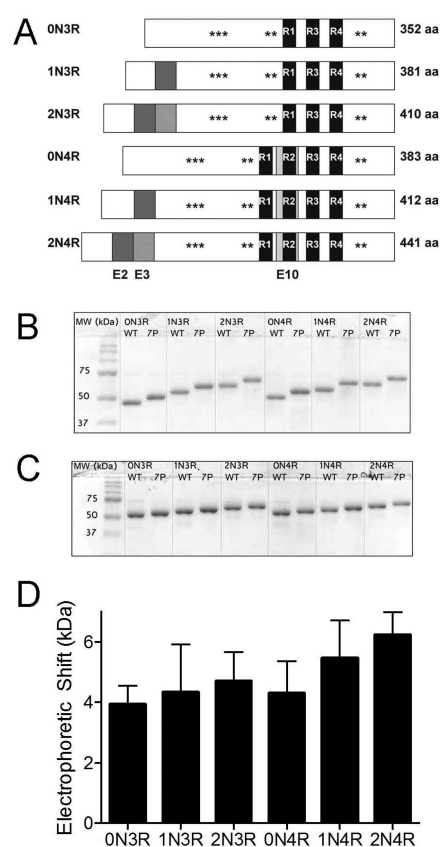 A
0N3R *** ** R1 R3 R4 ** 352 aa
1N3R *** ** R1 R3 R4 ** 381 aa
2N3R *** ** R1 R3 R4 ** 410 aa
0N4R *** ** R1 R2 R3 R4 ** 383 aa
1N4R *** ** R1 R2 R3 R4 ** 412 aa
2N4R *** ** R1 R2 R3 R4 ** 441 aa
E2 E3 E10
B
MW (kDa) 0N3R 1N3R 2N3R 0N4R 1N4R 2N4R
WT 7P WT 7P WT 7P WT 7P WT 7P WT 7P
75
50
37
C
MW (kDa) 0N3R 1N3R 2N3R 0N4R 1N4R 2N4R
WT 7P WT 7P WT 7P WT 7P WT 7P WT 7P
75
50
37
D
Electrophoretic Shift (kDa)
6
4
2
0
0N3R 1N3R 2N3R 0N4R 1N4R 2N4R